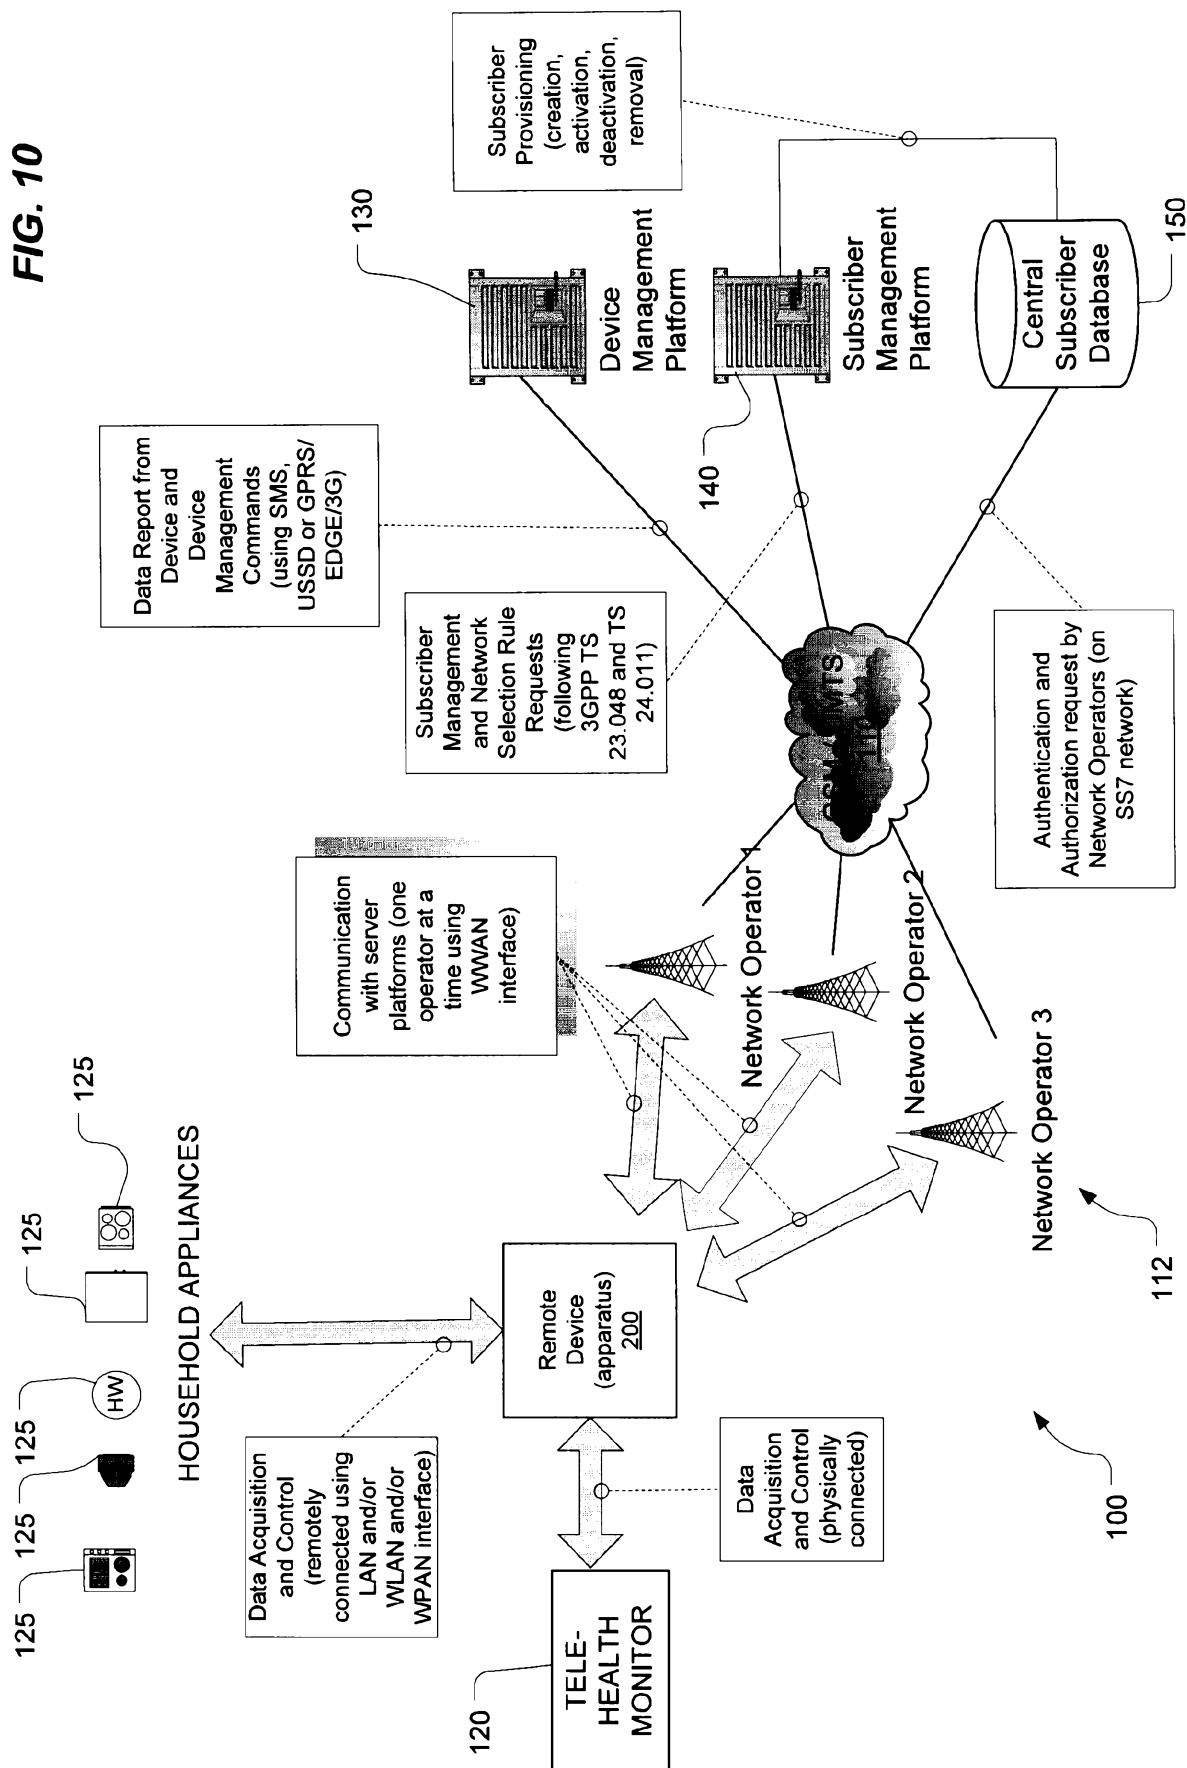 FIG. 10
125
125
125
125
125
HW
HOUSEHOLD APPLIANCES
Data Acquisition
and Control
(remotely
connected using
LAN and/or
WLAN and/or
WPAN interface)
120
TELE-
HEALTH
MONITOR
Data
Acquisition
and Control
(physically
connected)
Remote
Device
(apparatus)
200
Communication
with server
platforms (one
operator at a
time using
WWAN
interface)
Network Operator 1
Network Operator 2
Network Operator 3
112
100
GSM / UMTS
110
Data Report from
Device and
Device
Management
Commands
(using SMS,
USSD or GPRS/
EDGE/3G)
Subscriber
Management
and Network
Selection Rule
Requests
(following
3GPP TS
23.048 and TS
24.011)
Authentication and
Authorization request by
Network Operators (on
SS7 network)
130
Device
Management
Platform
140
Subscriber
Management
Platform
Subscriber
Provisioning
(creation,
activation,
deactivation,
removal)
Central
Subscriber
Database
150